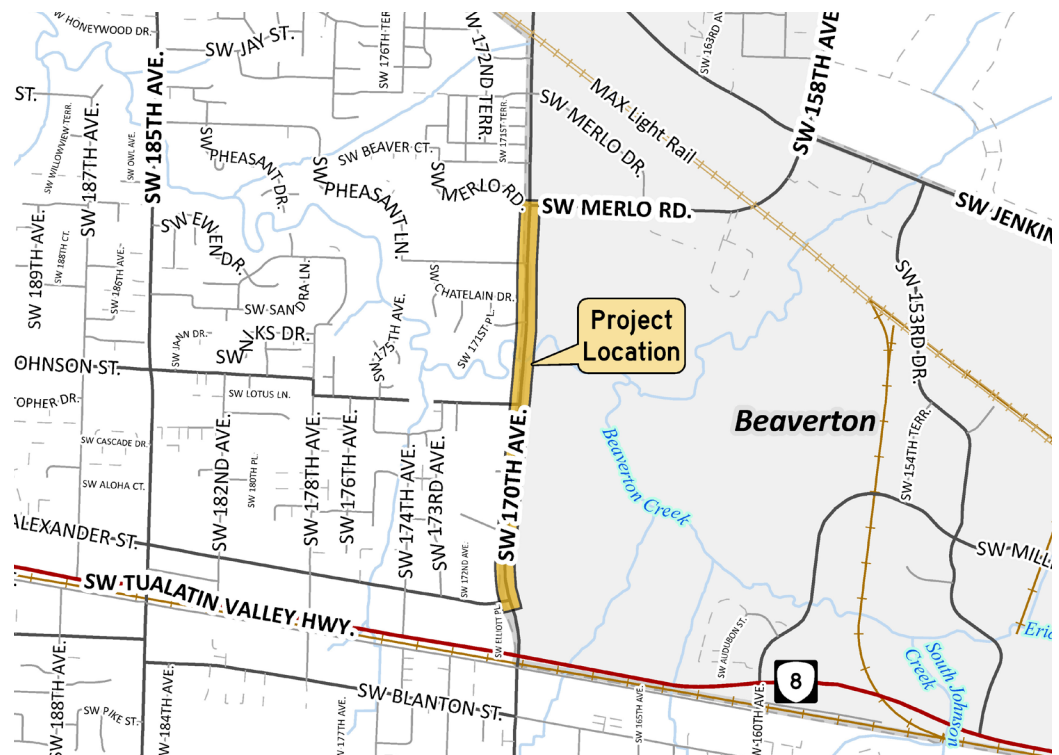 SW HONEYWOOD DR.
SW JAY ST.
SW 176TH TER
SW 172ND TERR.
SW 171ST TERR.
SW 163RD AV
SW 158TH AVE
MAX Light Rail
SW MERLO DR.
SW JENKIN
ST.
SW WILLOWVIEW TERR.
SW 187TH AVE.
SW OWL AVE.
SW 185TH AVE.
SW PHEASANT DR.
SW BEAVER CT.
SW PHEASANT LN.
SW MERLO RD.
SW MERLO RD.
SW 189TH AVE.
SW 188TH CT.
SW 186TH AVE.
SW EWEN DR.
SW SANDRA LN.
SW CHATELAIN DR.
SW 171ST PL.
SW 175TH AVE.
SW JANN DR.
Project
Location
SW 153RD DR.
OHNSON ST.
SW LOTUS LN.
OPHER DR.
SW CASCADE DR.
SW ALOHA CT.
SW 182ND AVE.
SW 180TH PL.
SW 178TH AVE.
SW 176TH AVE.
SW 174TH AVE.
SW 173RD AVE.
SW 172ND AVE.
SW 170TH AVE.
Beaverton
SW 154TH TERR.
Beaverton Creek
ALEXANDER ST.
SW TUALATIN VALLEY HWY.
SW ELLIOTT PL.
SW MILL
SW AUDUBON ST.
Eric
South Johnson
Creek
8
SW BLANTON ST.
SW 188TH AVE.
SW PIKE ST.
SW 184TH AVE.
SW 177TH AVE.
SW 165TH AVE.
SW 160TH AVE.